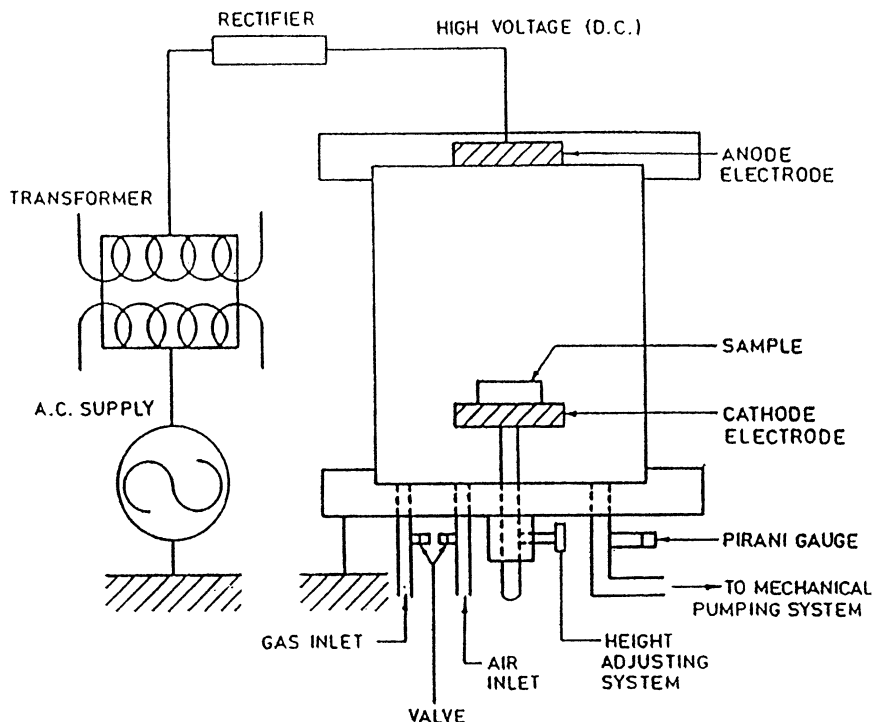 RECTIFIER
HIGH VOLTAGE (D.C.)
ANODE
ELECTRODE
TRANSFORMER
SAMPLE
A.C. SUPPLY
CATHODE
ELECTRODE
PIRANI GAUGE
TO MECHANICAL
PUMPING SYSTEM
GAS INLET
AIR
INLET
HEIGHT
ADJUSTING
SYSTEM
VALVE